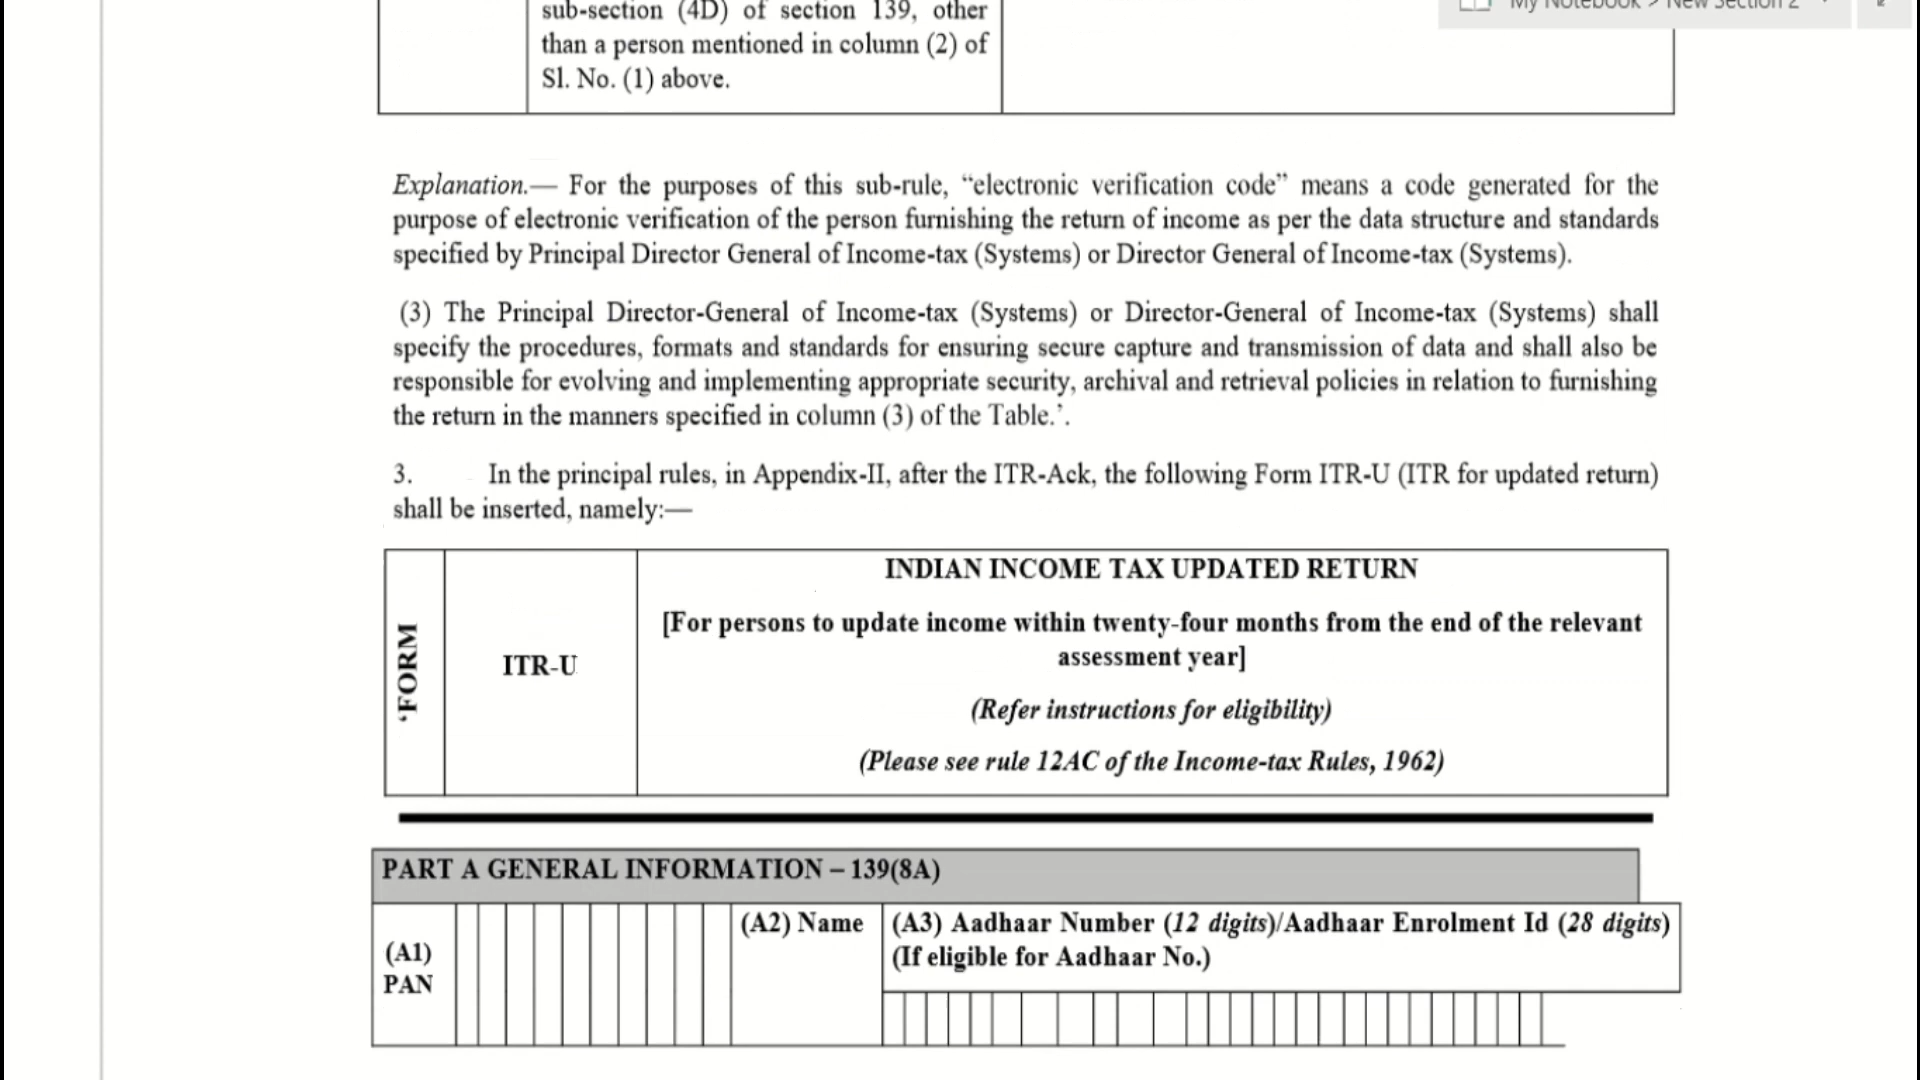 My Notebook > New Section 2
sub-section (4D) of section 139, other
than a person mentioned in column (2) of
Sl. No. (1) above.
Explanation.— For the purposes of this sub-rule, “electronic verification code” means a code generated for the
purpose of electronic verification of the person furnishing the return of income as per the data structure and standards
specified by Principal Director General of Income-tax (Systems) or Director General of Income-tax (Systems).
(3) The Principal Director-General of Income-tax (Systems) or Director-General of Income-tax (Systems) shall
specify the procedures, formats and standards for ensuring secure capture and transmission of data and shall also be
responsible for evolving and implementing appropriate security, archival and retrieval policies in relation to furnishing
the return in the manners specified in column (3) of the Table.’.
3. In the principal rules, in Appendix-II, after the ITR-Ack, the following Form ITR-U (ITR for updated return)
shall be inserted, namely:—
‘FORM
ITR-U
INDIAN INCOME TAX UPDATED RETURN
[For persons to update income within twenty-four months from the end of the relevant
assessment year]
(Refer instructions for eligibility)
(Please see rule 12AC of the Income-tax Rules, 1962)
PART A GENERAL INFORMATION – 139(8A)
(A1)
PAN
(A2) Name
(A3) Aadhaar Number (12 digits)/Aadhaar Enrolment Id (28 digits)
(If eligible for Aadhaar No.)